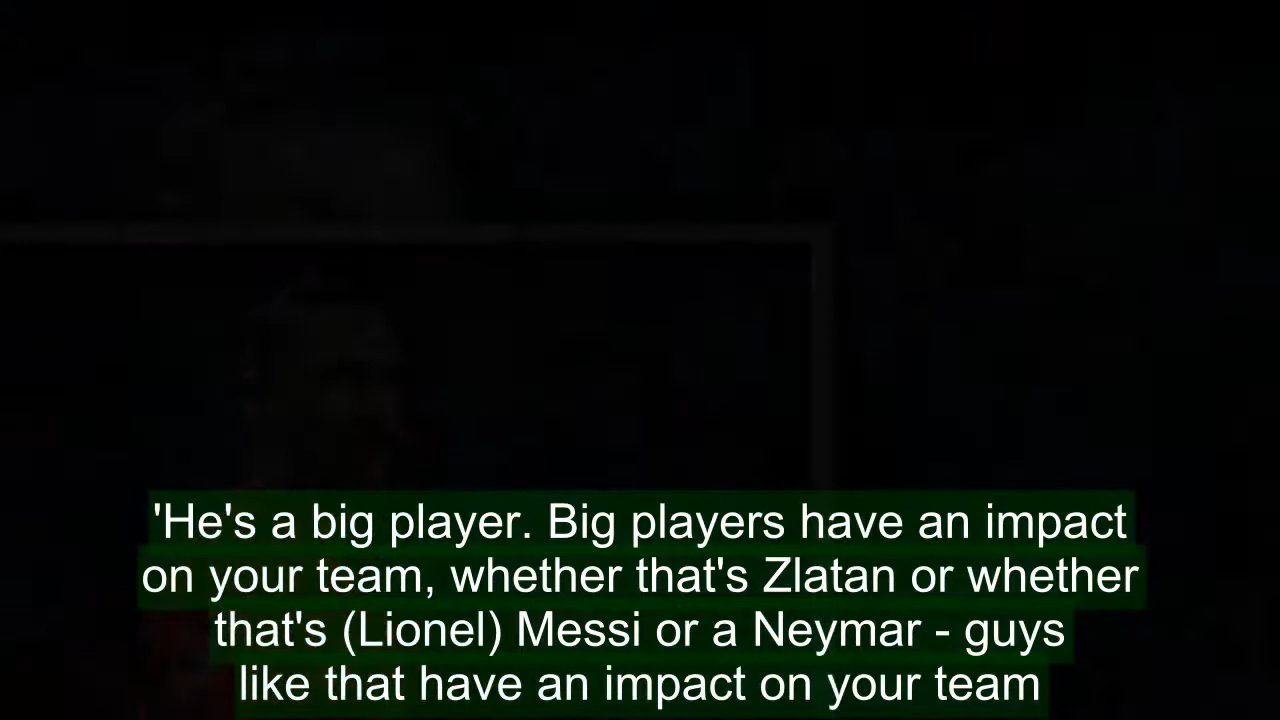 'He's a big player. Big players have an impact
on your team, whether that's Zlatan or whether
that's (Lionel) Messi or a Neymar - guys
like that have an impact on your team